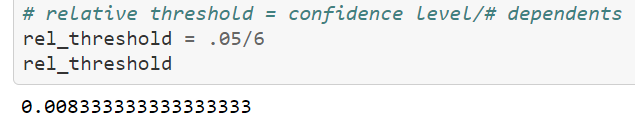 # relative threshold = confidence level/# dependents
rel_threshold = .05/6
rel_threshold
0.008333333333333333